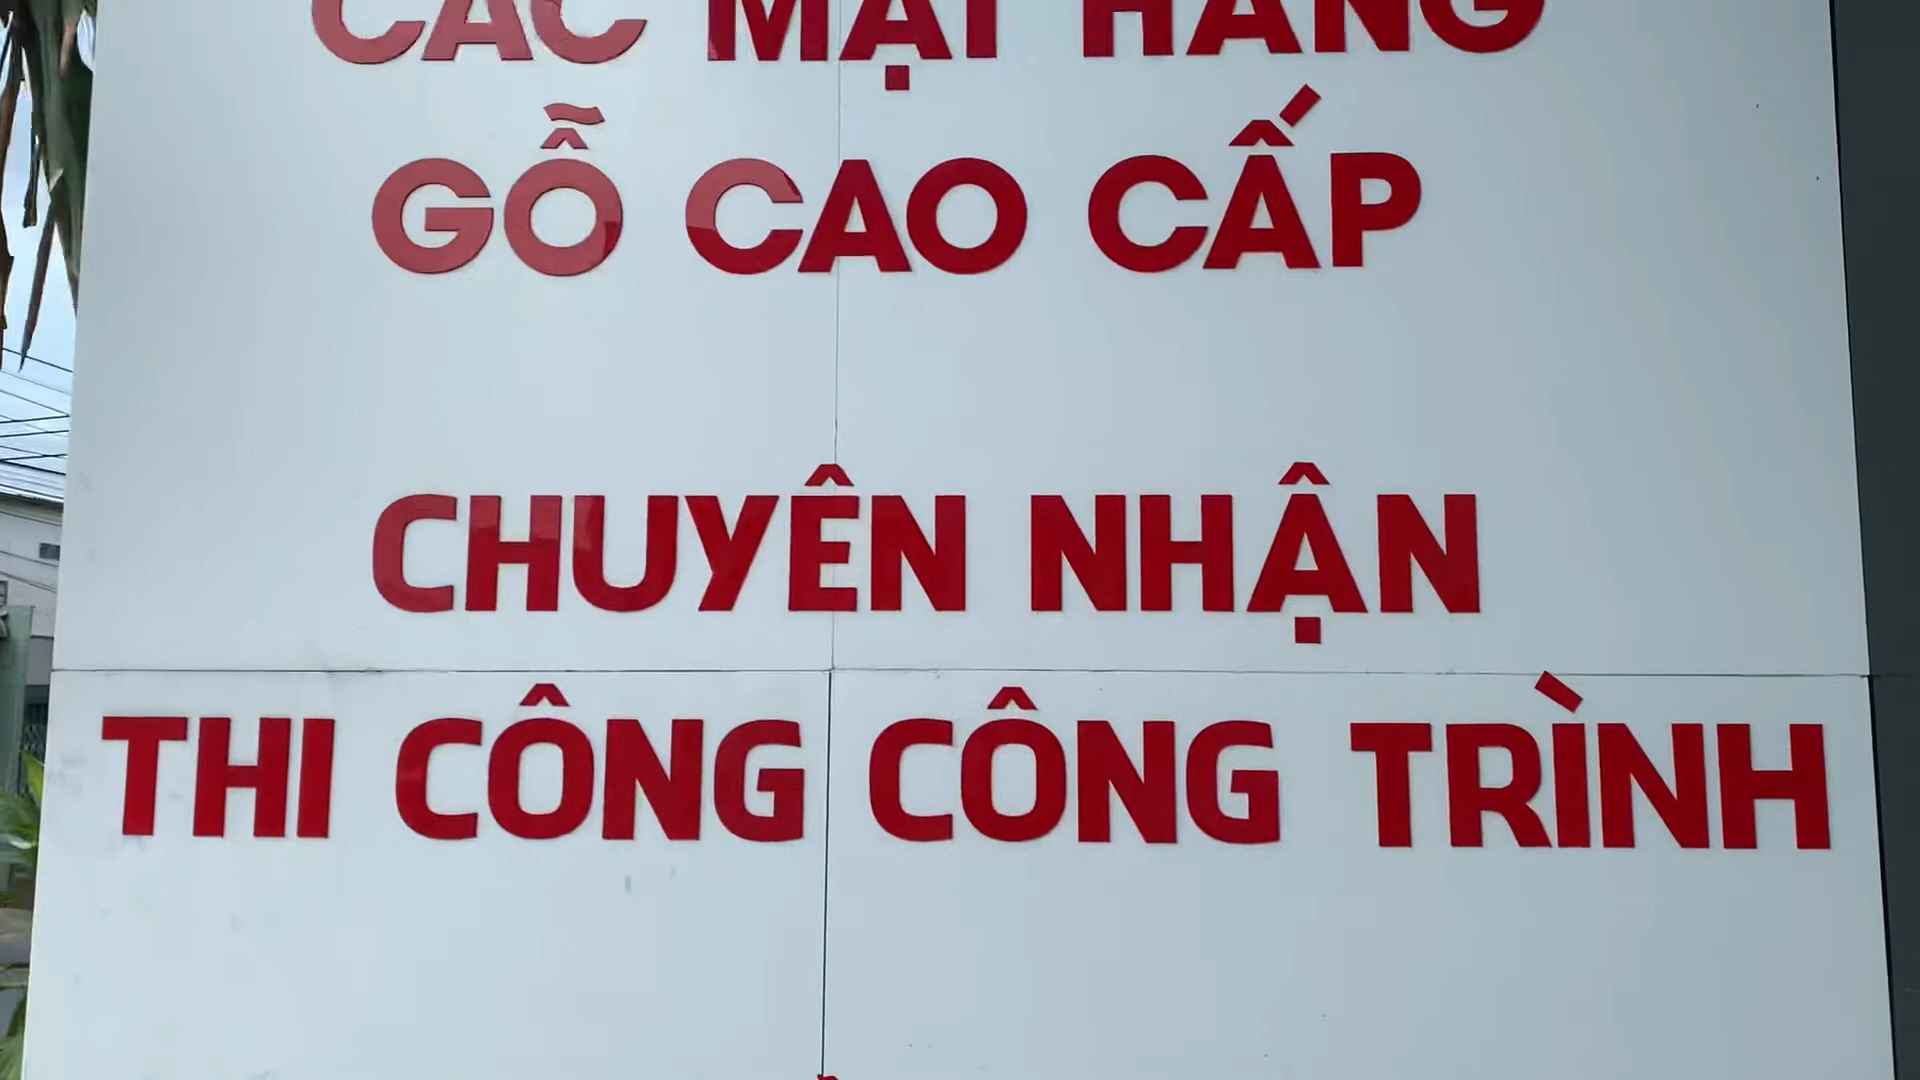 CÁC MẶT HÀNG
GỖ CAO CẤP
CHUYÊN NHẬN
THI CÔNG CÔNG TRÌNH